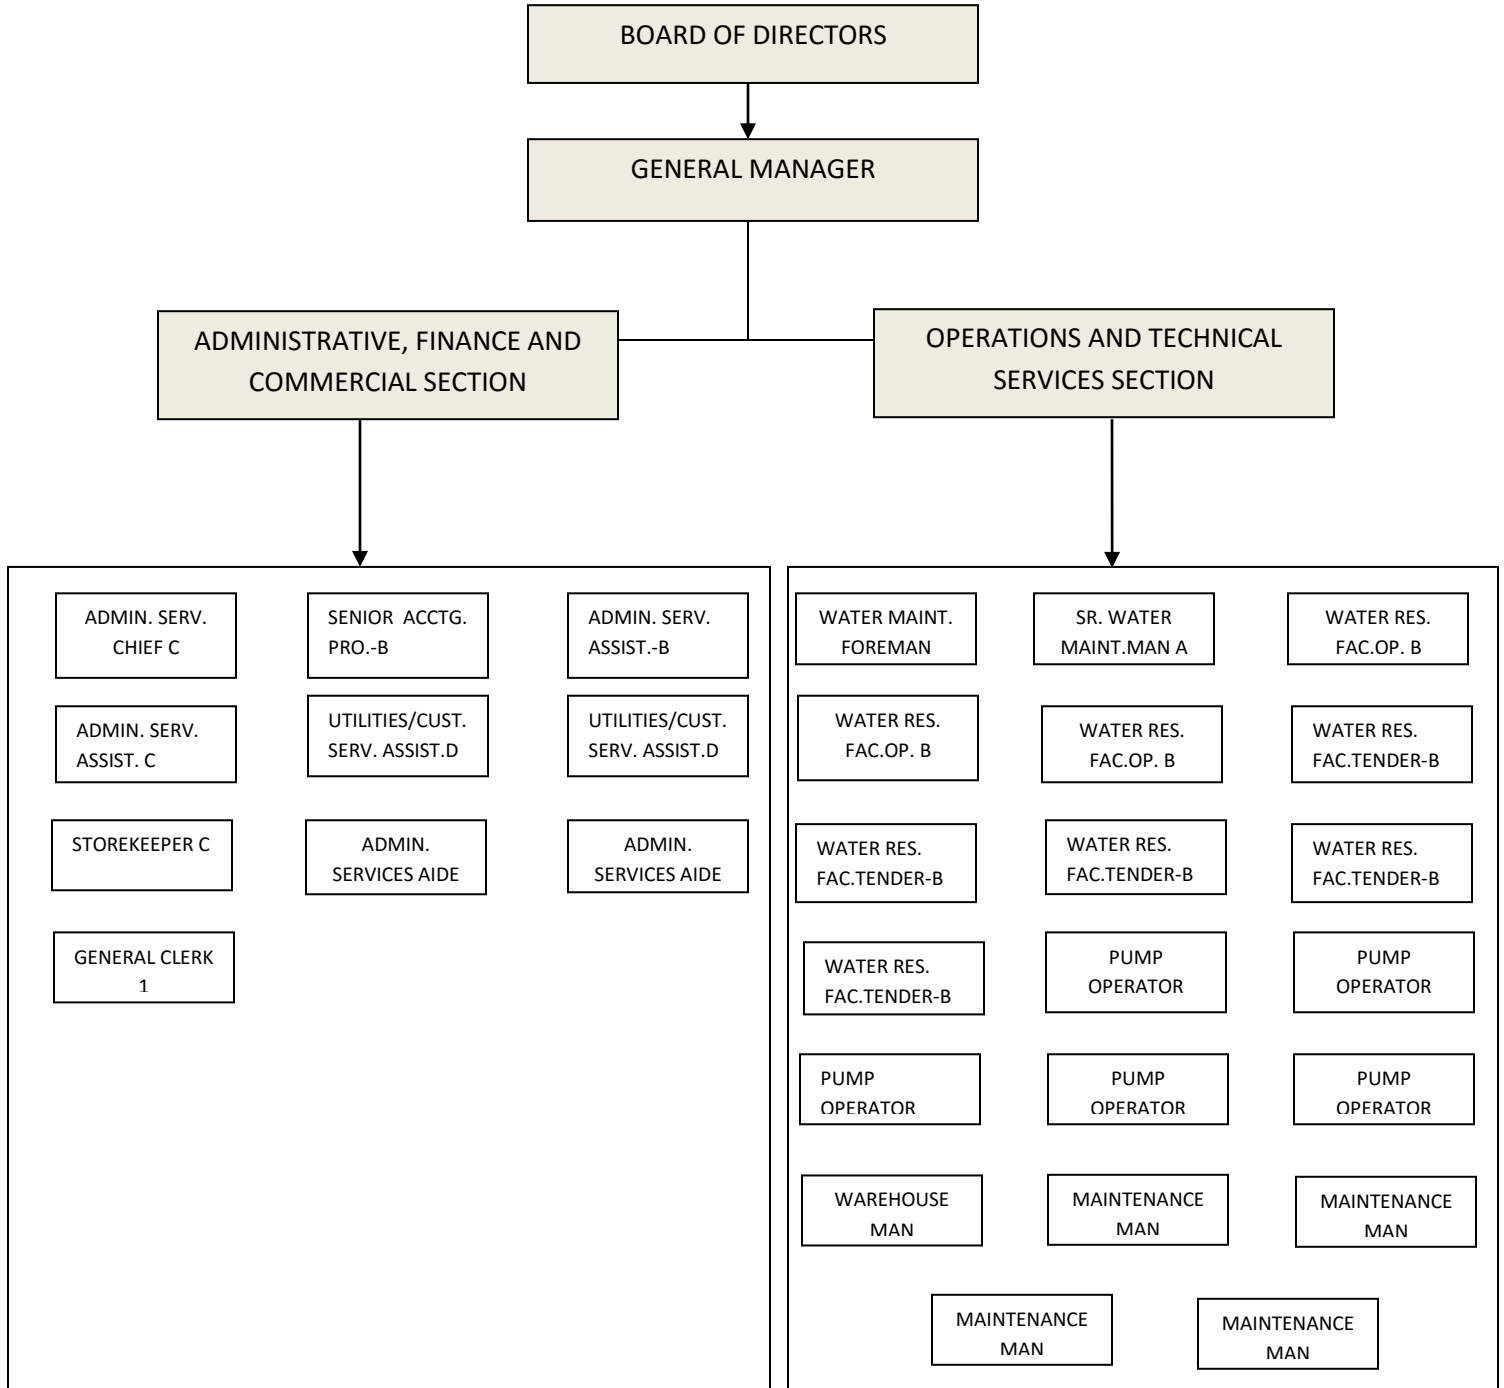 BOARD OF DIRECTORS
GENERAL MANAGER
ADMINISTRATIVE, FINANCE AND
COMMERCIAL SECTION
OPERATIONS AND TECHNICAL
SERVICES SECTION
ADMIN. SERV.
CHIEF C
SENIOR ACCTG.
PRO.-B
ADMIN. SERV.
ASSIST.-B
ADMIN. SERV.
ASSIST. C
UTILITIES/CUST.
SERV. ASSIST.D
UTILITIES/CUST.
SERV. ASSIST.D
STOREKEEPER C
ADMIN.
SERVICES AIDE
ADMIN.
SERVICES AIDE
GENERAL CLERK
1
WATER MAINT.
FOREMAN
SR. WATER
MAINT.MAN A
WATER RES.
FAC.OP. B
WATER RES.
FAC.OP. B
WATER RES.
FAC.OP. B
WATER RES.
FAC.TENDER-B
WATER RES.
FAC.TENDER-B
WATER RES.
FAC.TENDER-B
WATER RES.
FAC.TENDER-B
WATER RES.
FAC.TENDER-B
PUMP
OPERATOR
PUMP
OPERATOR
PUMP
OPERATOR
PUMP
OPERATOR
PUMP
OPERATOR
WAREHOUSE
MAN
MAINTENANCE
MAN
MAINTENANCE
MAN
MAINTENANCE
MAN
MAINTENANCE
MAN